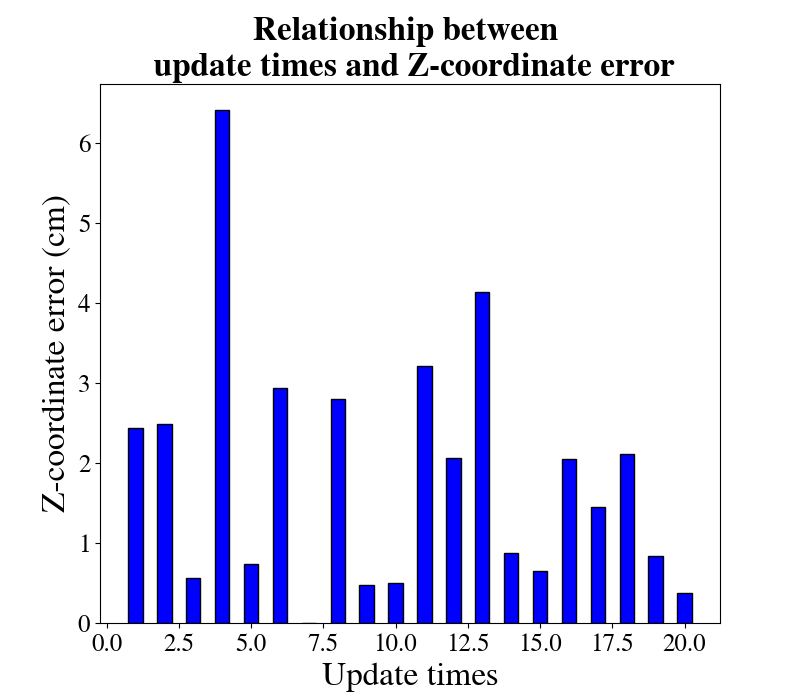 Relationship between
update times and Z-coordinate error
Z-coordinate error (cm)
6
5
4
3
2
1
0
0.0 2.5 5.0 7.5 10.0 12.5 15.0 17.5 20.0
Update times